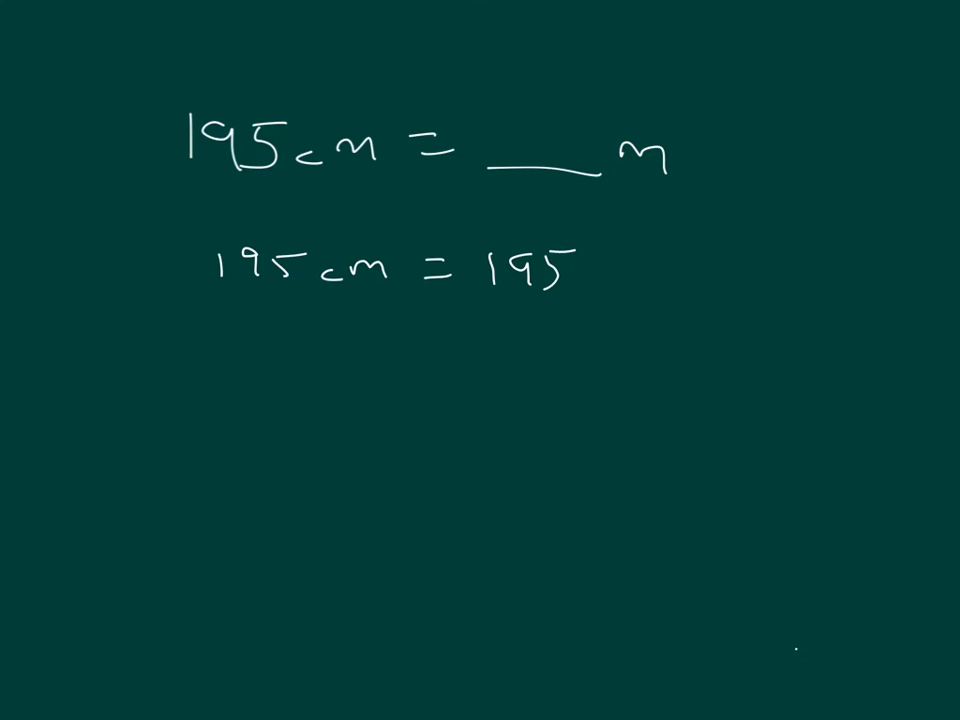 195cm = ___ m
195cm = 195